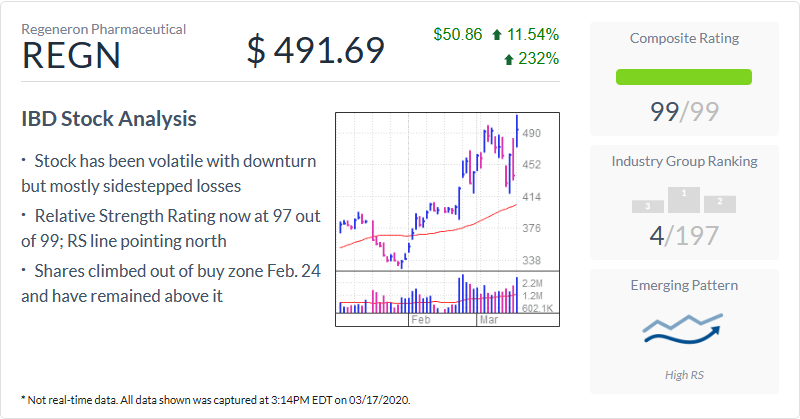 Regeneron Pharmaceutical
REGN
$ 491.69
$50.86 11.54%
232%
IBD Stock Analysis
· Stock has been volatile with downturn
but mostly sidestepped losses
· Relative Strength Rating now at 97 out
of 99; RS line pointing north
· Shares climbed out of buy zone Feb. 24
and have remained above it
490
452
414
376
338
2.2M
1.2M
602.1K
Feb
Mar
Composite Rating
99/99
Industry Group Ranking
3
1
2
4/197
Emerging Pattern
High RS
* Not real-time data. All data shown was captured at 3:14PM EDT on 03/17/2020.